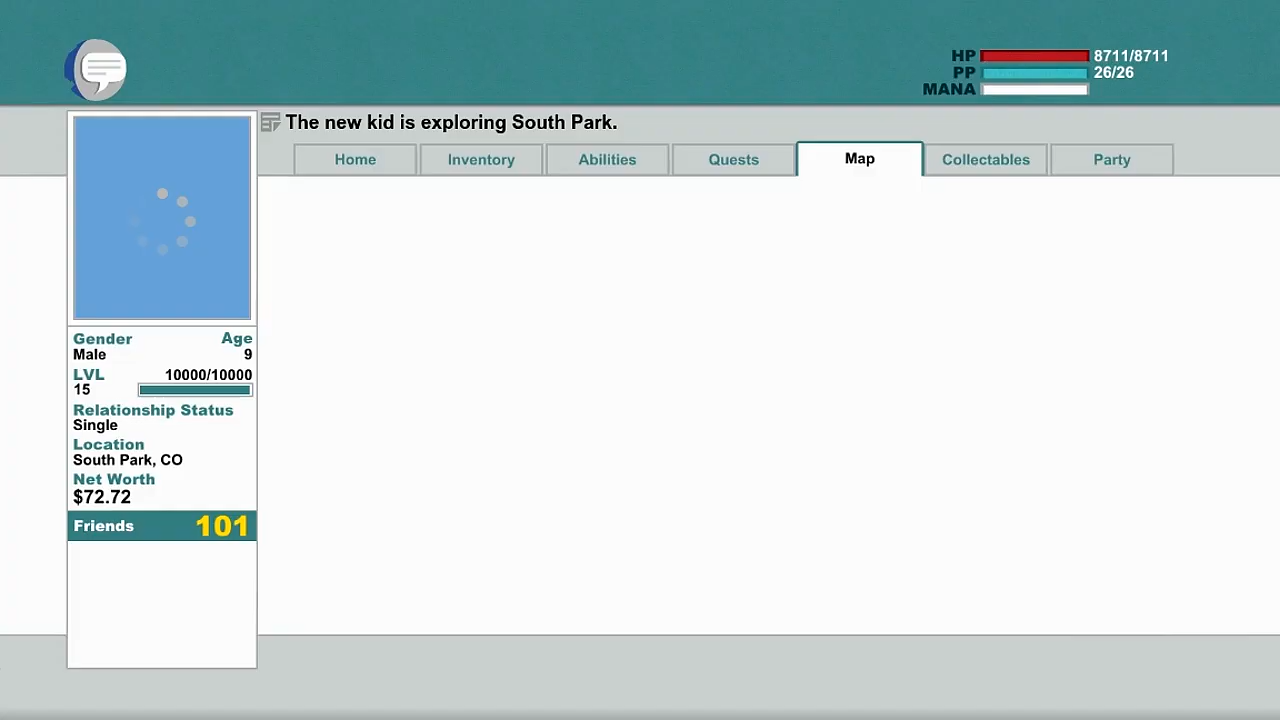 HP 8711/8711
PP 26/26
MANA
The new kid is exploring South Park.
Home Inventory Abilities Quests Map Collectables Party
Gender Age
Male 9
LVL 10000/10000
15
Relationship Status
Single
Location
South Park, CO
Net Worth
$72.72
Friends 101